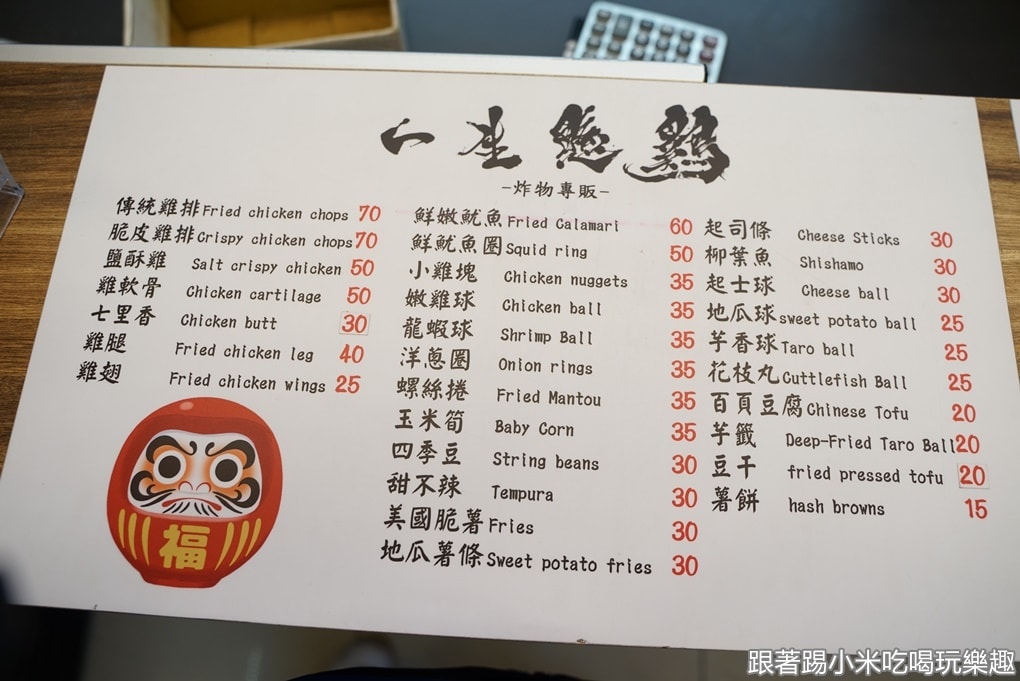 一生懸鷄
-炸物專販-
傳統雞排 Fried chicken chops 70
脆皮雞排 Crispy chicken chops 70
鹽酥雞 Salt crispy chicken 50
雞軟骨 Chicken cartilage 50
七里香 Chicken butt 30
雞腿 Fried chicken leg 40
雞翅 Fried chicken wings 25
福
鮮嫩魷魚 Fried Calamari 60
鮮魷魚圈 Squid ring 50
小雞塊 Chicken nuggets 35
嫩雞球 Chicken ball 35
龍蝦球 Shrimp Ball 35
洋蔥圈 Onion rings 35
螺絲捲 Fried Mantou 35
玉米筍 Baby Corn 35
四季豆 String beans 30
甜不辣 Tempura 30
美國脆薯 Fries 30
地瓜薯條 Sweet potato fries 30
起司條 Cheese Sticks 30
柳葉魚 Shishamo 30
起士球 Cheese ball 30
地瓜球 sweet potato ball 25
芋香球 Taro ball 25
花枝丸 Cuttlefish Ball 25
百頁豆腐 Chinese Tofu 20
芋籤 Deep-Fried Taro Ball 20
豆干 fried pressed tofu 20
薯餅 hash browns 15
跟著踢小米吃喝玩樂趣